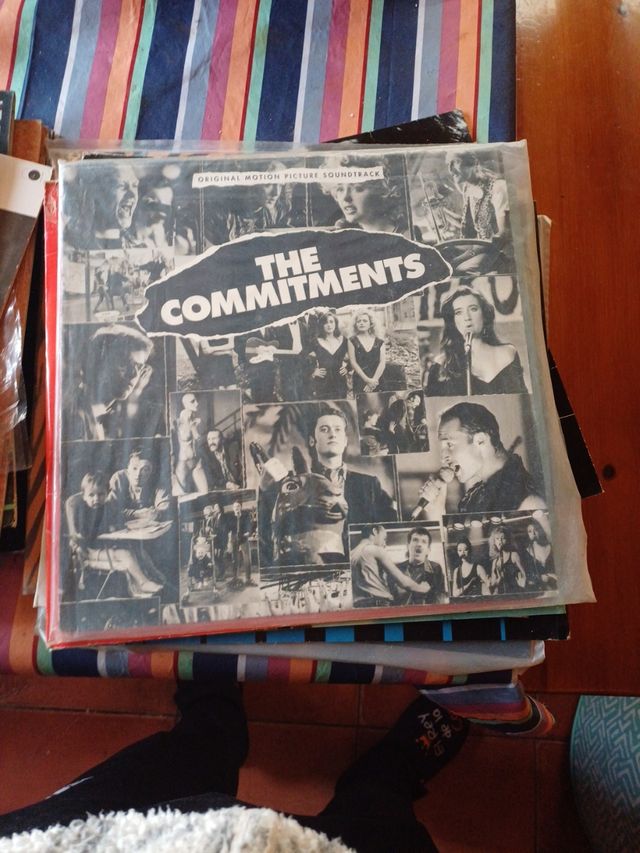 ORIGINAL MOTION PICTURE SOUNDTRACK
THE
COMMITMENTS